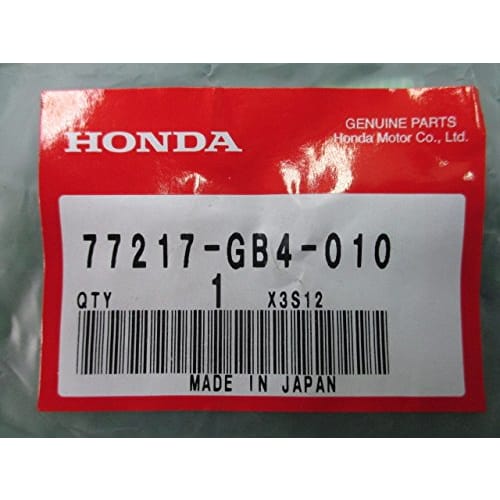 HONDA
GENUINE PARTS
Honda Motor Co., Ltd.
77217-GB4-010
QTY 1 X3S12
MADE IN JAPAN